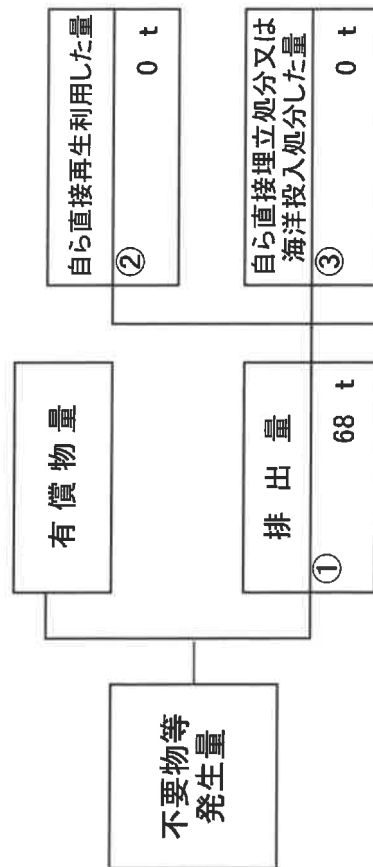 不要物等
発生量
有償物量
排出量
①
68 t
自ら直接再生利用した量
②
0 t
自ら直接埋立処分又は
海洋投入処分した量
③
0 t